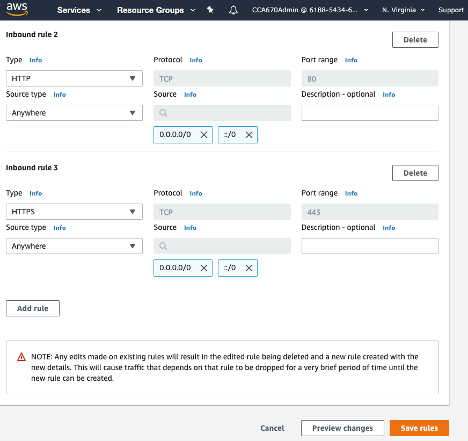 aws Services Resource Groups CCA670Admin @ 6188-5434-6... N. Virginia Support
Inbound rule 2 Delete
Type Info Protocol Info Port range Info
HTTP TCP 80
Source type Info Source Info Description - optional Info
Anywhere
0.0.0.0/0 ::/0
Inbound rule 3 Delete
Type Info Protocol Info Port range Info
HTTPS TCP 443
Source type Info Source Info Description - optional Info
Anywhere
0.0.0.0/0 ::/0
Add rule
NOTE: Any edits made on existing rules will result in the edited rule being deleted and a new rule created with the
new details. This will cause traffic that depends on that rule to be dropped for a very brief period of time until the
new rule can be created.
Cancel Preview changes Save rules